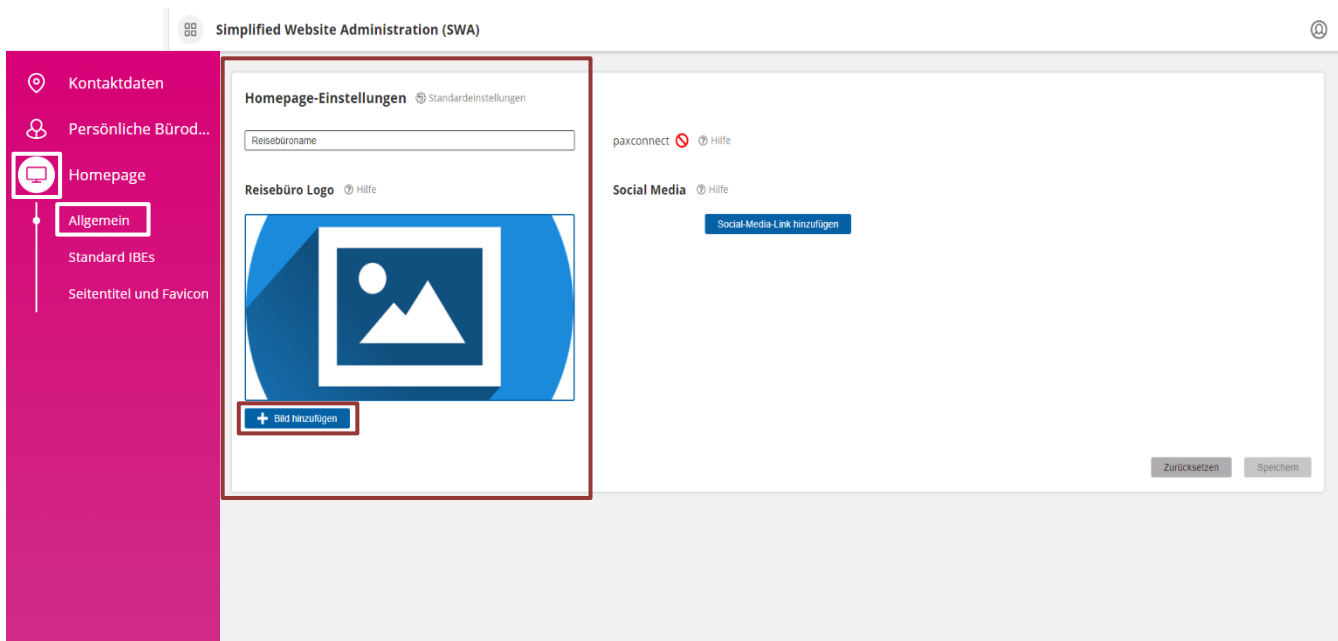 Simplified Website Administration (SWA)
Kontaktdaten
Persönliche Bürod...
Homepage
Allgemein
Standard IBEs
Seitentitel und Favicon
Homepage-Einstellungen Standardeinstellungen
Reisebüroname
Reisebüro Logo Hilfe
Bild hinzufügen
paxconnect Hilfe
Social Media Hilfe
Social-Media-Link hinzufügen
Zurücksetzen Speichern